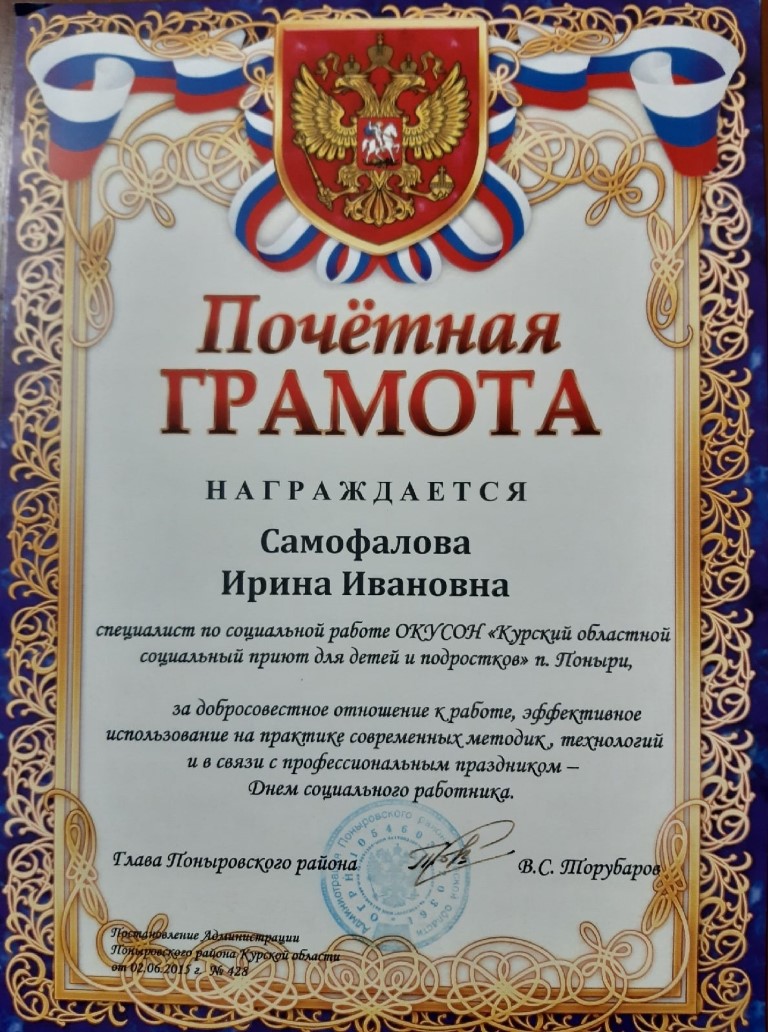 Почётная
ГРАМОТА
НАГРАЖДАЕТСЯ
Самофалова
Ирина Ивановна
специалист по социальной работе ОКУСОН «Курский областной
социальный приют для детей и подростков» п. Поныри,
за добросовестное отношение к работе, эффективное
использование на практике современных методик, технологий
и в связи с профессиональным праздником –
Днем социального работника.
Глава Поныровского района
В.С. Торубаров
Постановление Администрации
Поныровского района Курской области
от 02.06.2015 г. № 428